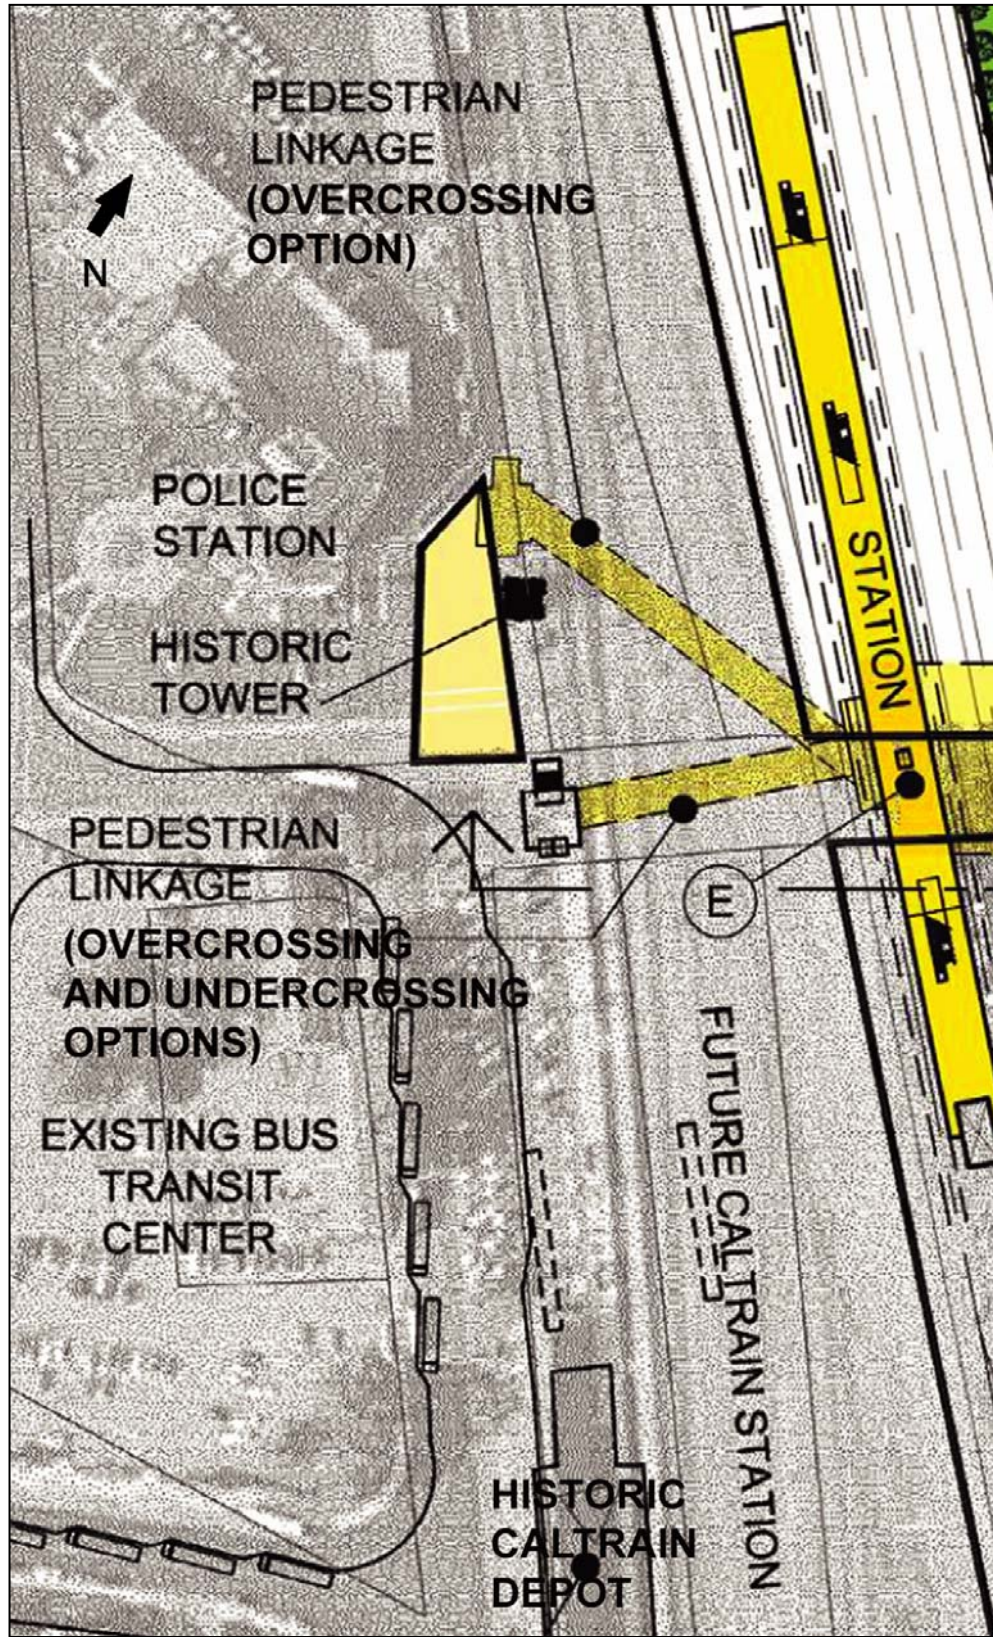 PEDESTRIAN
LINKAGE
(OVERCROSSING
OPTION)
N
POLICE
STATION
STATION
HISTORIC
TOWER
PEDESTRIAN
LINKAGE
(OVERCROSSING
AND UNDERCROSSING
OPTIONS)
E
EXISTING BUS
TRANSIT
CENTER
FUTURE CALTRAIN STATION
HISTORIC
CALTRAIN
DEPOT